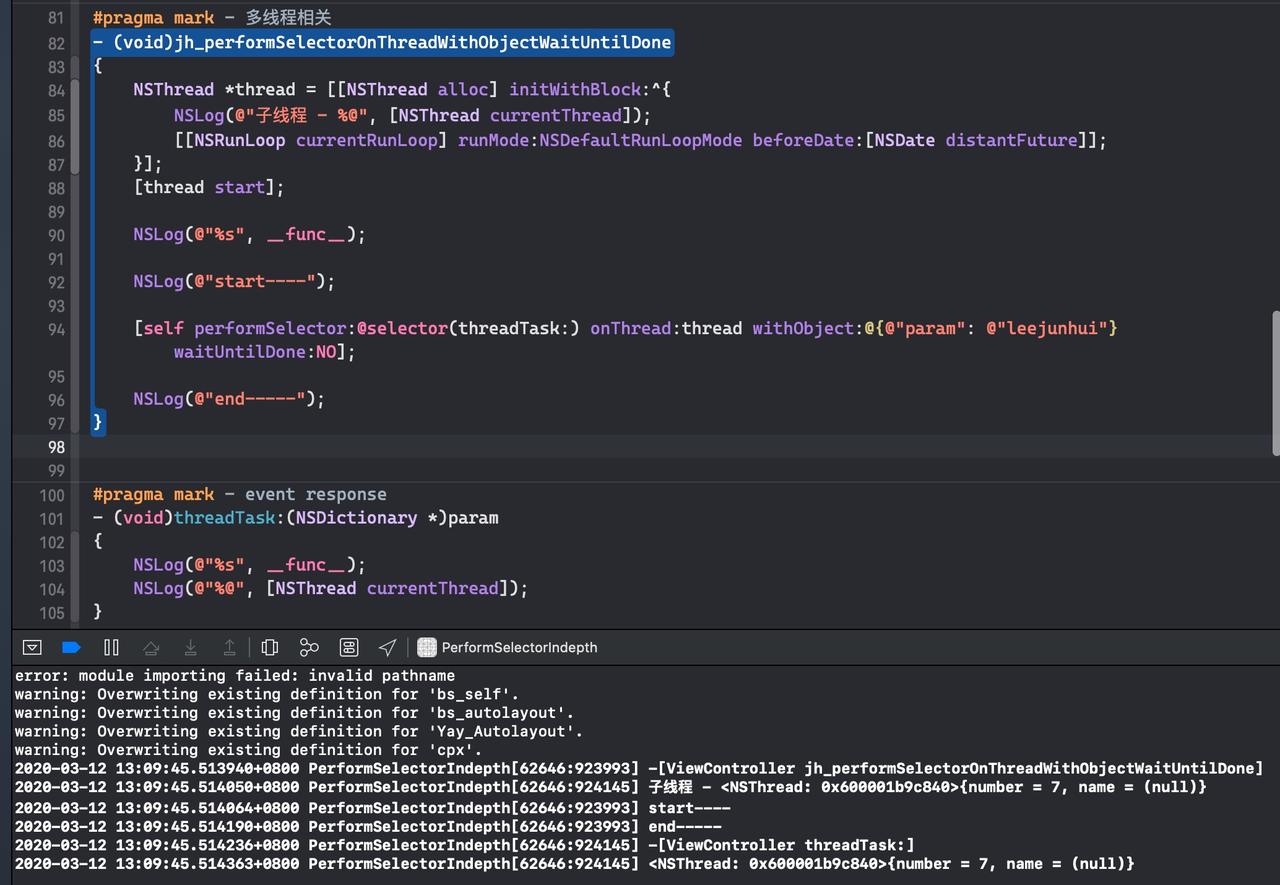 81 #pragma mark - 多线程相关
82 - (void)jh_performSelectorOnThreadWithObjectWaitUntilDone
83 {
84     NSThread *thread = [[NSThread alloc] initWithBlock:^{
85         NSLog(@"子线程 - %@", [NSThread currentThread]);
86         [[NSRunLoop currentRunLoop] runMode:NSDefaultRunLoopMode beforeDate:[NSDate distantFuture]];
87     }];
88     [thread start];
89
90     NSLog(@"%s", __func__);
91
92     NSLog(@"start----");
93
94     [self performSelector:@selector(threadTask:) onThread:thread withObject:@{@"param": @"leejunhui"}
        waitUntilDone:NO];
95
96     NSLog(@"end-----");
97 }
98
99
100 #pragma mark - event response
101 - (void)threadTask:(NSDictionary *)param
102 {
103     NSLog(@"%s", __func__);
104     NSLog(@"%@", [NSThread currentThread]);
105 }
PerformSelectorIndepth
error: module importing failed: invalid pathname
warning: Overwriting existing definition for 'bs_self'.
warning: Overwriting existing definition for 'bs_autolayout'.
warning: Overwriting existing definition for 'Yay_Autolayout'.
warning: Overwriting existing definition for 'cpx'.
2020-03-12 13:09:45.513940+0800 PerformSelectorIndepth[62646:923993] -[ViewController jh_performSelectorOnThreadWithObjectWaitUntilDone]
2020-03-12 13:09:45.514050+0800 PerformSelectorIndepth[62646:924145] 子线程 - <NSThread: 0x600001b9c840>{number = 7, name = (null)}
2020-03-12 13:09:45.514064+0800 PerformSelectorIndepth[62646:923993] start----
2020-03-12 13:09:45.514190+0800 PerformSelectorIndepth[62646:923993] end-----
2020-03-12 13:09:45.514236+0800 PerformSelectorIndepth[62646:924145] -[ViewController threadTask:]
2020-03-12 13:09:45.514363+0800 PerformSelectorIndepth[62646:924145] <NSThread: 0x600001b9c840>{number = 7, name = (null)}